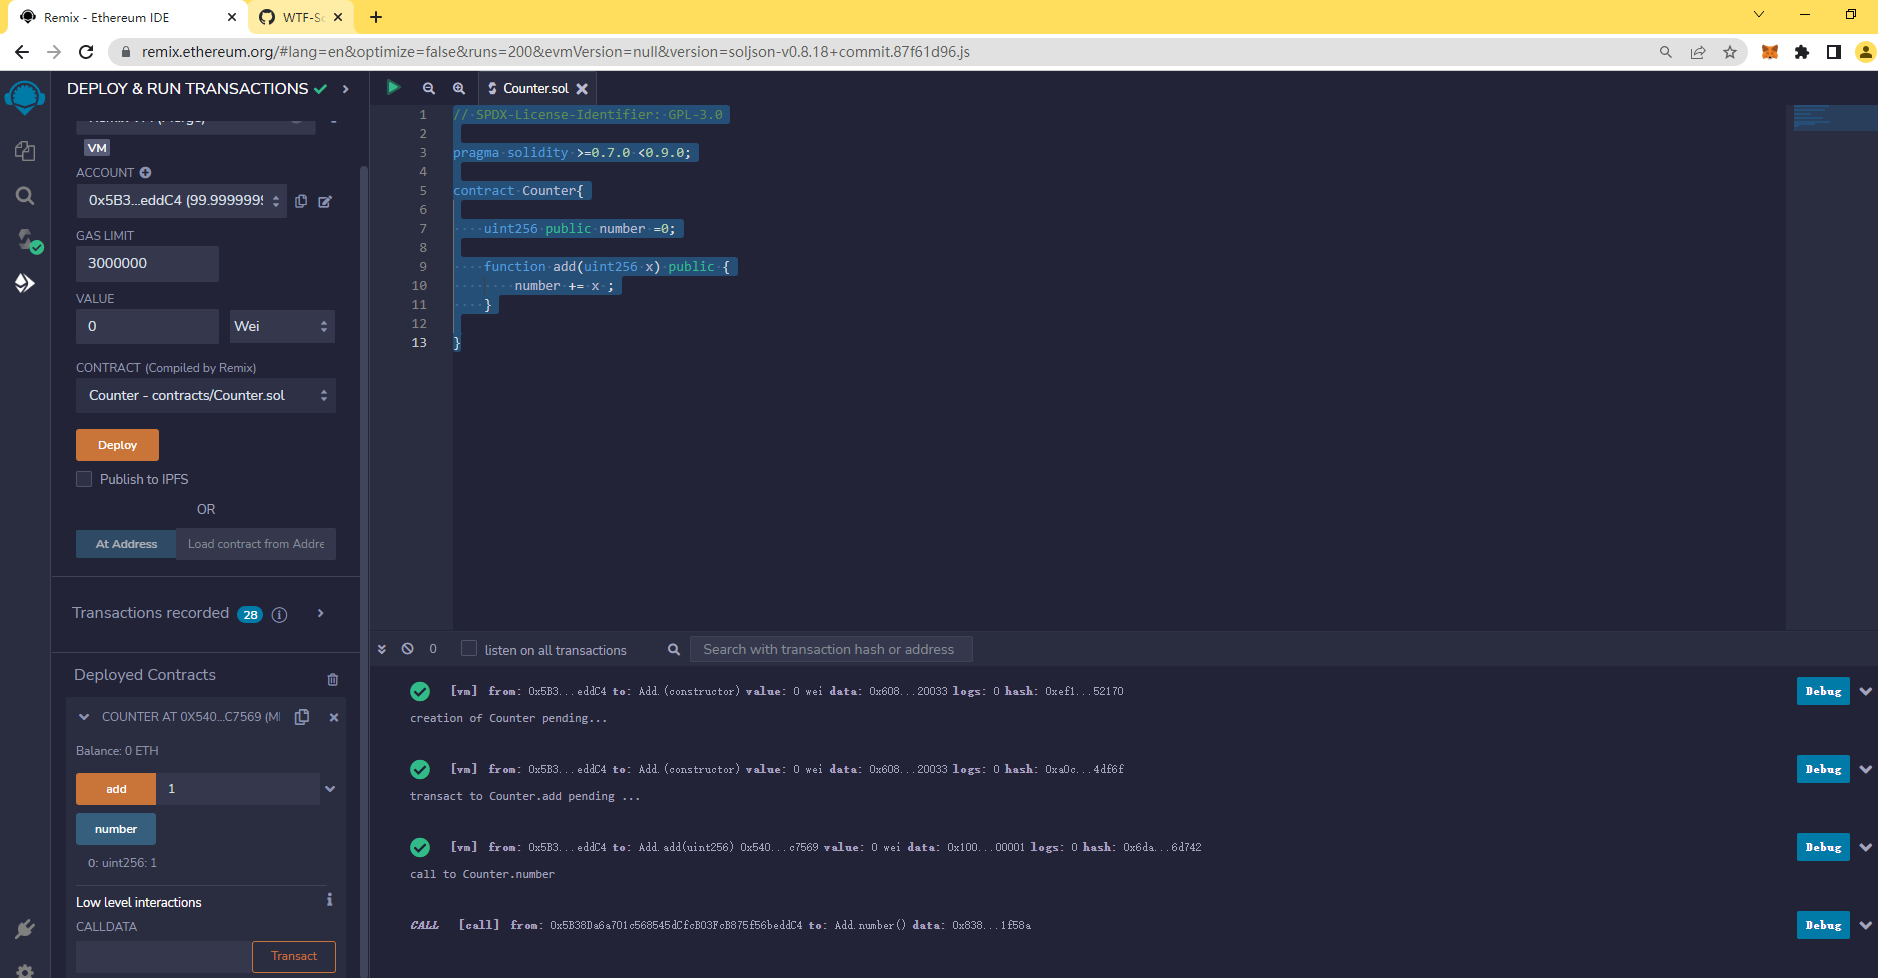 Remix - Ethereum IDE
WTF-So
remix.ethereum.org/#lang=en&optimize=false&runs=200&evmVersion=null&version=soljson-v0.8.18+commit.87f61d96.js
DEPLOY & RUN TRANSACTIONS
VM
ACCOUNT
0x5B3...eddC4 (99.9999999
GAS LIMIT
3000000
VALUE
0
Wei
CONTRACT (Compiled by Remix)
Counter - contracts/Counter.sol
Deploy
Publish to IPFS
OR
At Address
Load contract from Addre
Transactions recorded 28
Deployed Contracts
COUNTER AT 0X540...C7569
Balance: 0 ETH
add
1
number
0: uint256: 1
Low level interactions
CALLDATA
Transact
Counter.sol
1 // SPDX-License-Identifier: GPL-3.0
2
3 pragma solidity >=0.7.0 <0.9.0;
4
5 contract Counter{
6
7 uint256 public number =0;
8
9 function add(uint256 x) public {
10 number += x ;
11 }
12
13 }
0
listen on all transactions
Search with transaction hash or address
[vm] from: 0x5B3...eddC4 to: Add.(constructor) value: 0 wei data: 0x608...20033 logs: 0 hash: 0xef1...52170
Debug
creation of Counter pending...
[vm] from: 0x5B3...eddC4 to: Add.(constructor) value: 0 wei data: 0x608...20033 logs: 0 hash: 0xa0c...4df6f
Debug
transact to Counter.add pending ...
[vm] from: 0x5B3...eddC4 to: Add.add(uint256) 0x540...c7569 value: 0 wei data: 0x100...00001 logs: 0 hash: 0x6da...6d742
Debug
call to Counter.number
CALL [call] from: 0x5B38Da6a701c568545dCfcB03FcB875f56beddC4 to: Add.number() data: 0x838...1f58a
Debug